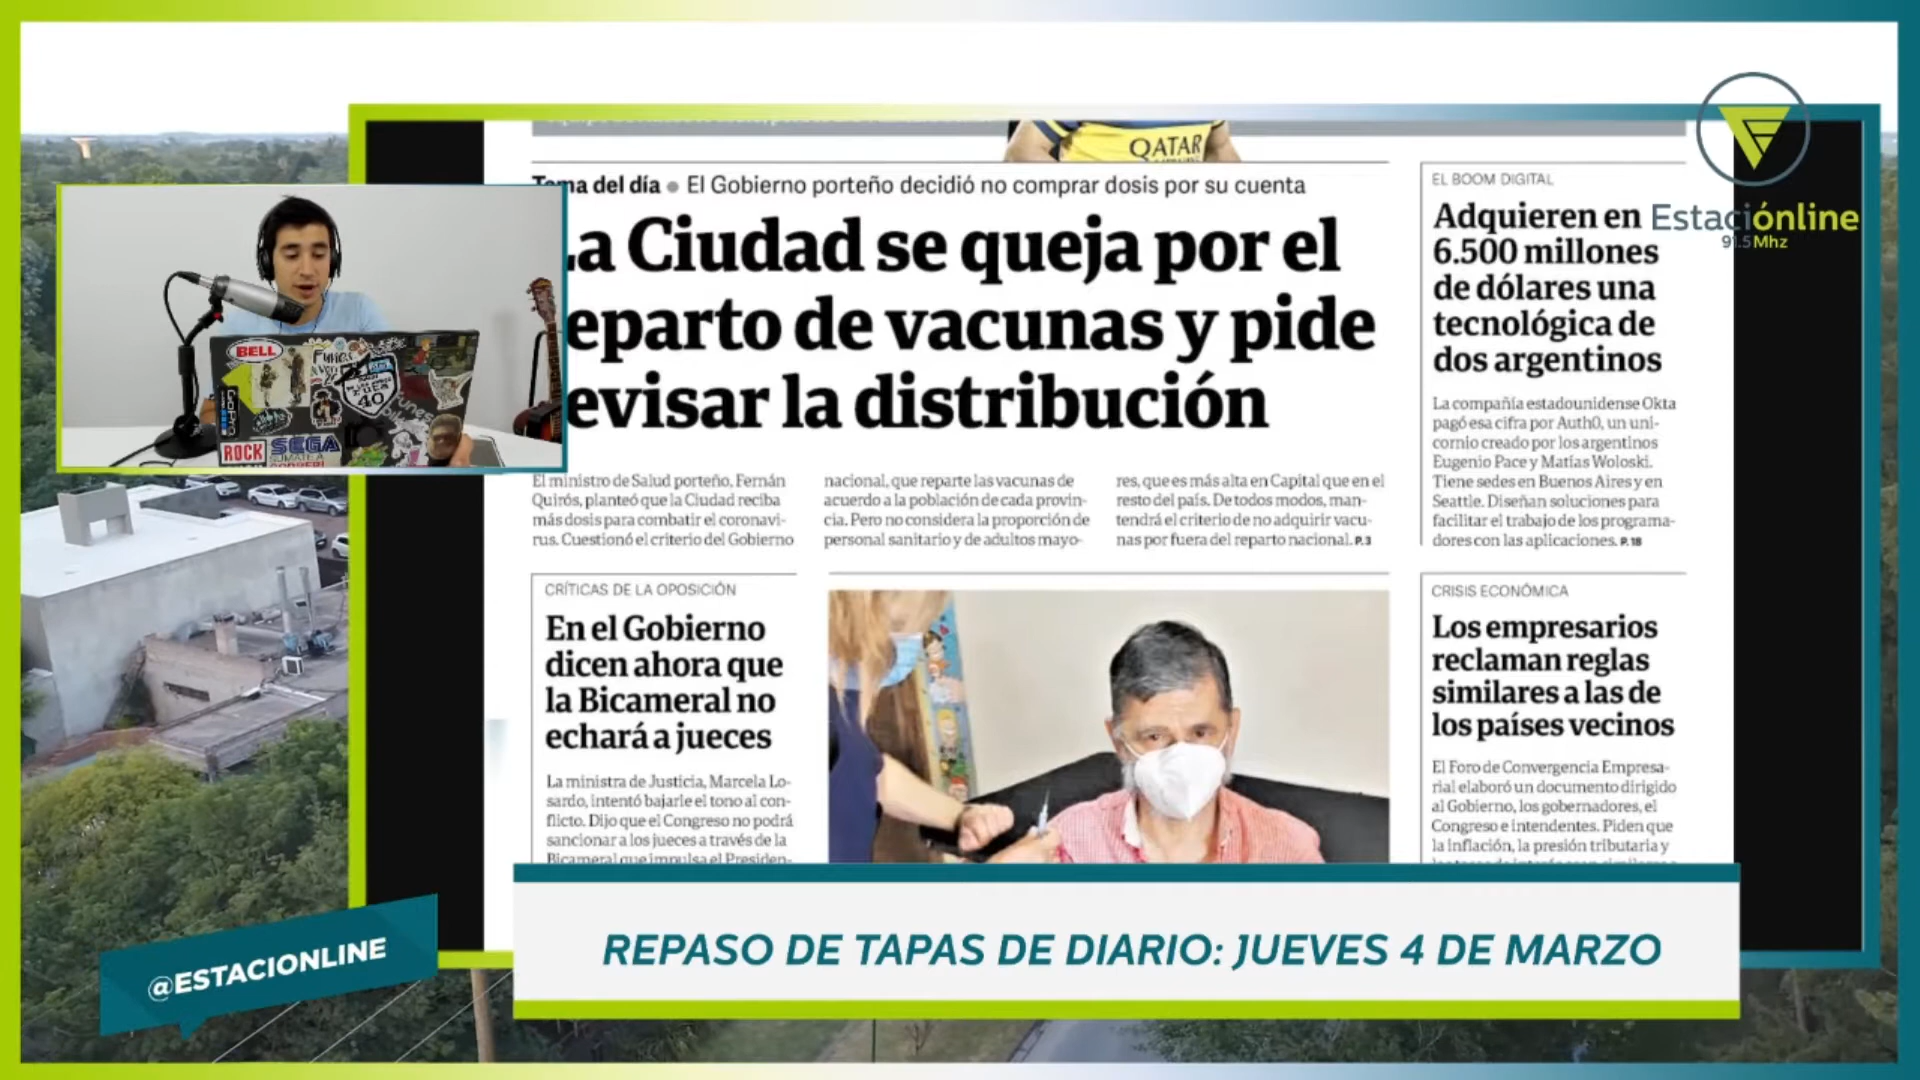 QATAR
Estaciónline
91.5 Mhz
Tema del día • El Gobierno porteño decidió no comprar dosis por su cuenta
La Ciudad se queja por el
eparto de vacunas y pide
evisar la distribución
El ministro de Salud porteño, Fernán
Quirós, planteó que la Ciudad reciba
más dosis para combatir el coronavi-
rus. Cuestionó el criterio del Gobierno
nacional, que reparte las vacunas de
acuerdo a la población de cada provin-
cia. Pero no considera la proporción de
personal sanitario y de adultos mayo-
res, que es más alta en Capital que en el
resto del país. De todos modos, man-
tendrá el criterio de no adquirir vacu-
nas por fuera del reparto nacional. P.3
EL BOOM DIGITAL
Adquieren en
6.500 millones
de dólares una
tecnológica de
dos argentinos
La compañía estadounidense Okta
pagó esa cifra por Auth0, un uni-
cornio creado por los argentinos
Eugenio Pace y Matías Woloski.
Tiene sedes en Buenos Aires y en
Seattle. Diseñan soluciones para
facilitar el trabajo de los programa-
dores con las aplicaciones. P.18
CRÍTICAS DE LA OPOSICIÓN
En el Gobierno
dicen ahora que
la Bicameral no
echará a jueces
La ministra de Justicia, Marcela Lo-
sardo, intentó bajarle el tono al con-
flicto. Dijo que el Congreso no podrá
sancionar a los jueces a través de la
Bicameral que impulsa el Presiden-
CRISIS ECONÓMICA
Los empresarios
reclaman reglas
similares a las de
los países vecinos
El Foro de Convergencia Empresa-
rial elaboró un documento dirigido
al Gobierno, los gobernadores, el
Congreso e intendentes. Piden que
la inflación, la presión tributaria y
BELL
GoPro
40
ROCK
SEGA
SUMATE A
@ESTACIONLINE
REPASO DE TAPAS DE DIARIO: JUEVES 4 DE MARZO